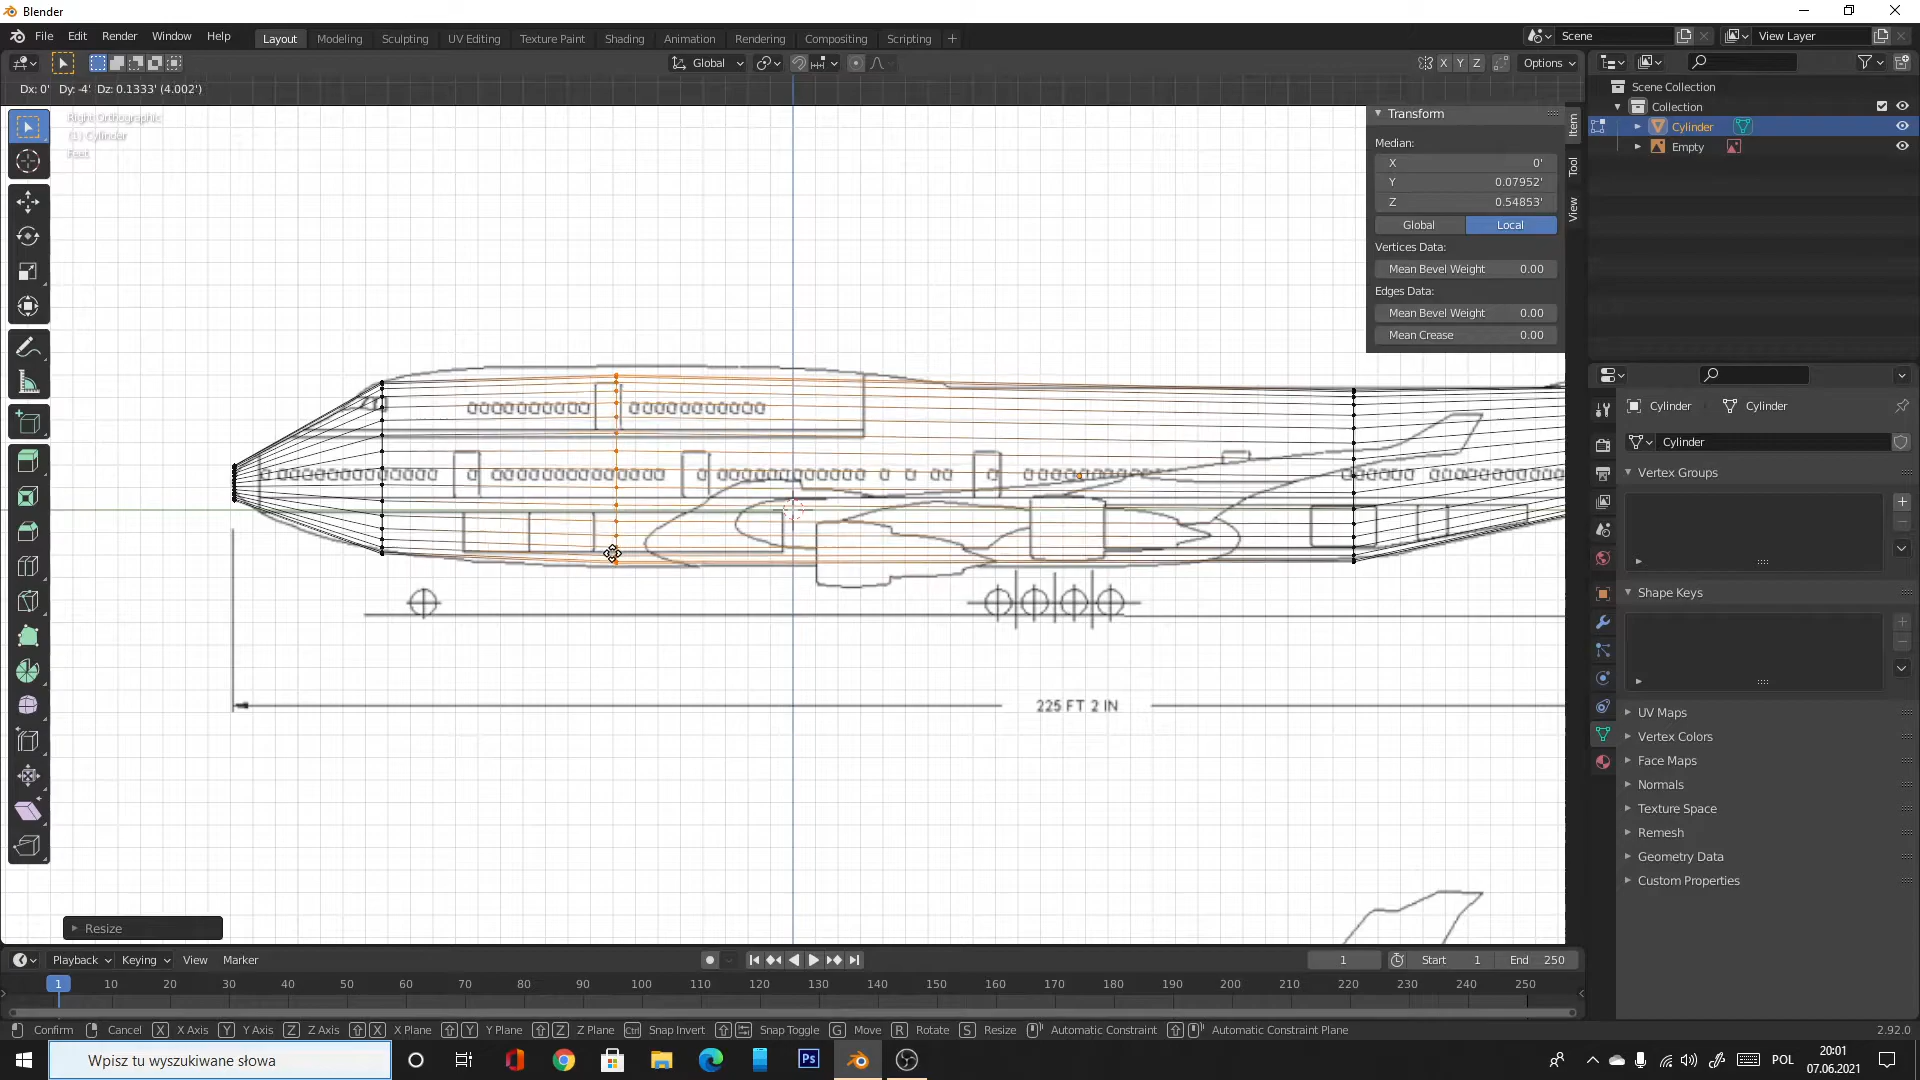 Blender
File Edit Render Window Help
Layout Modeling Sculpting UV Editing Texture Paint Shading Animation Rendering Compositing Scripting +
Scene
View Layer
Global
X Y Z
Options
Dx: 0' Dy: -4' Dz: 0.1333' (4.002')
Right Orthographic
(1) Cylinder
Feet
Transform
Median:
X 0'
Y 0.07952'
Z 0.54853'
Global Local
Vertices Data:
Mean Bevel Weight 0.00
Edges Data:
Mean Bevel Weight 0.00
Mean Crease 0.00
Item
Tool
View
Scene Collection
Collection
Cylinder
Empty
Cylinder Cylinder
Cylinder
Vertex Groups
Shape Keys
UV Maps
Vertex Colors
Face Maps
Normals
Texture Space
Remesh
Geometry Data
Custom Properties
225 FT 2 IN
Resize
Playback Keying View Marker
1 Start 1 End 250
1 10 20 30 40 50 60 70 80 90 100 110 120 130 140 150 160 170 180 190 200 210 220 230 240 250
Confirm Cancel X X Axis Y Y Axis Z Z Axis X X Plane Y Y Plane Z Z Plane Ctrl Snap Invert Snap Toggle G Move R Rotate S Resize Automatic Constraint Automatic Constraint Plane 2.92.0
Wpisz tu wyszukiwane słowa
Ps
POL
20:01
07.06.2021